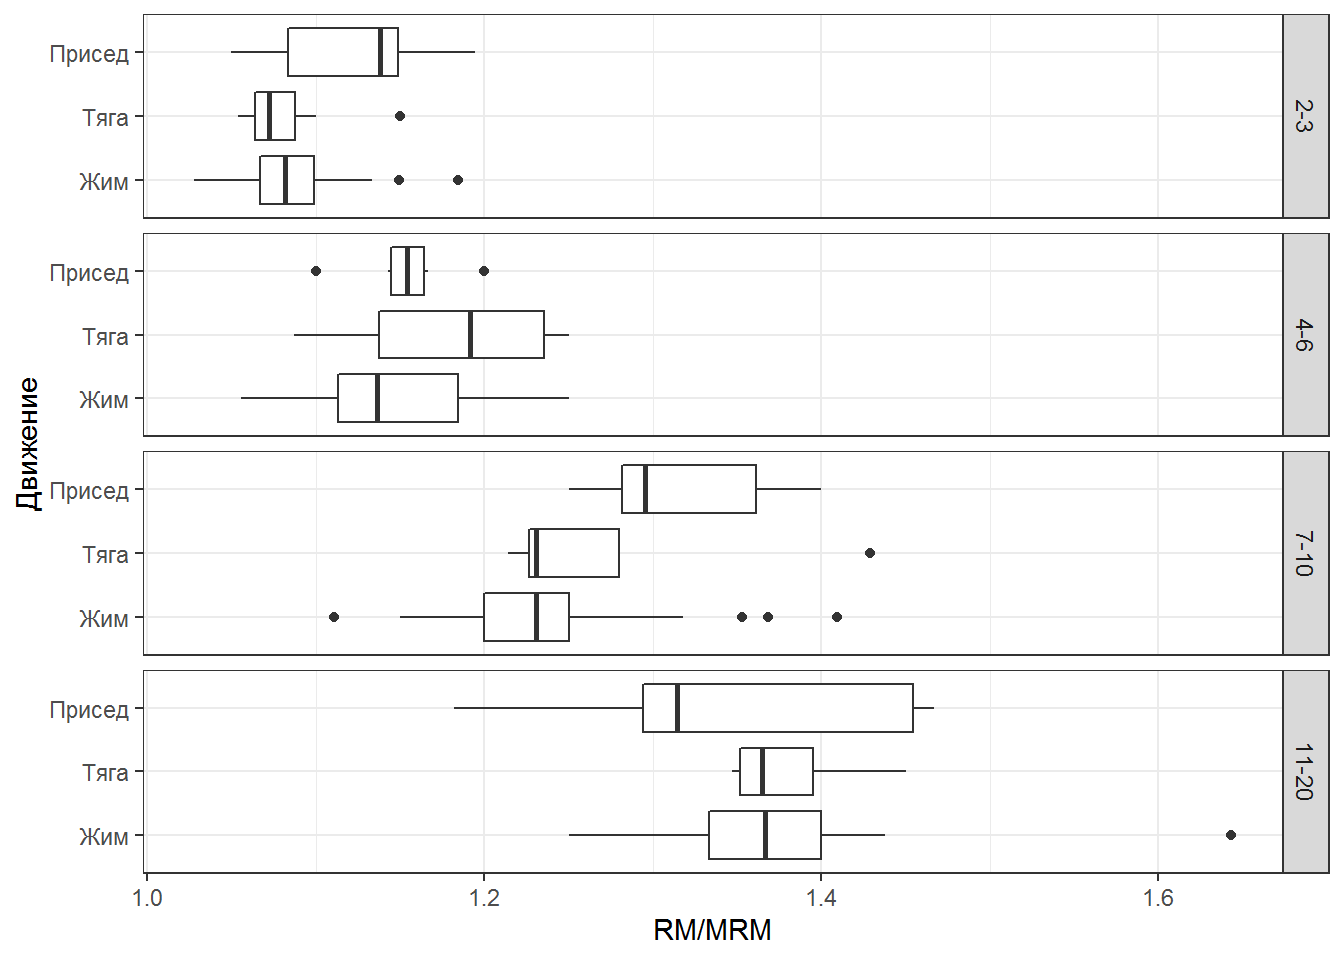 Присед
Тяга
Жим
2-3
Присед
Тяга
Жим
4-6
Присед
Тяга
Жим
7-10
Присед
Тяга
Жим
11-20
Движение
1.0 1.2 1.4 1.6
RM/MRM